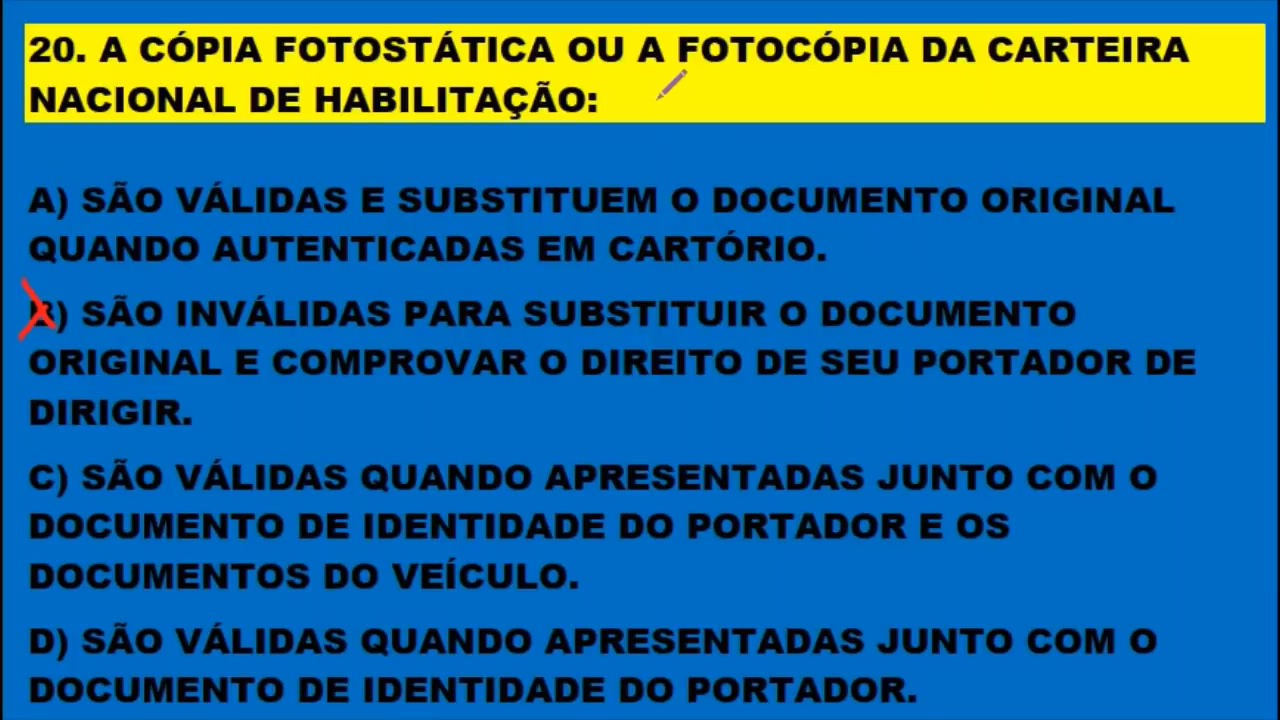 20. A CÓPIA FOTOSTÁTICA OU A FOTOCÓPIA DA CARTEIRA
NACIONAL DE HABILITAÇÃO:
A) SÃO VÁLIDAS E SUBSTITUEM O DOCUMENTO ORIGINAL
QUANDO AUTENTICADAS EM CARTÓRIO.
B) SÃO INVÁLIDAS PARA SUBSTITUIR O DOCUMENTO
ORIGINAL E COMPROVAR O DIREITO DE SEU PORTADOR DE
DIRIGIR.
C) SÃO VÁLIDAS QUANDO APRESENTADAS JUNTO COM O
DOCUMENTO DE IDENTIDADE DO PORTADOR E OS
DOCUMENTOS DO VEÍCULO.
D) SÃO VÁLIDAS QUANDO APRESENTADAS JUNTO COM O
DOCUMENTO DE IDENTIDADE DO PORTADOR.